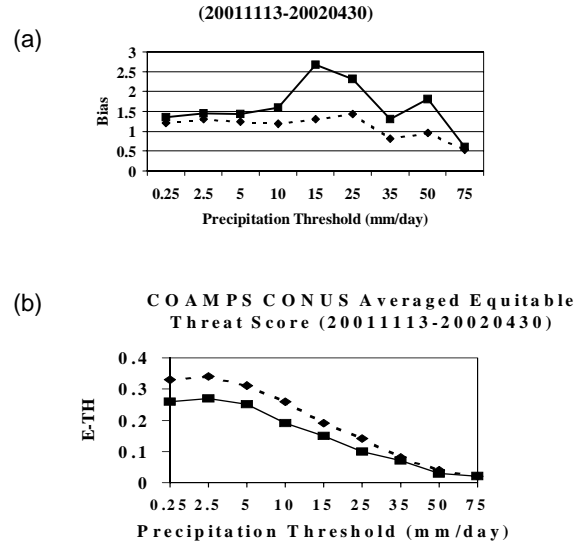 (20011113-20020430)
(a)
3
2.5
2
1.5
1
0.5
0
Bias
0.25 2.5 5 10 15 25 35 50 75
Precipitation Threshold (mm/day)
(b)
COAMPS CONUS Averaged Equitable
Threat Score (20011113-20020430)
0.4
0.3
0.2
0.1
0
E-TH
0.25 2.5 5 10 15 25 35 50 75
Precipitation Threshold (mm/day)